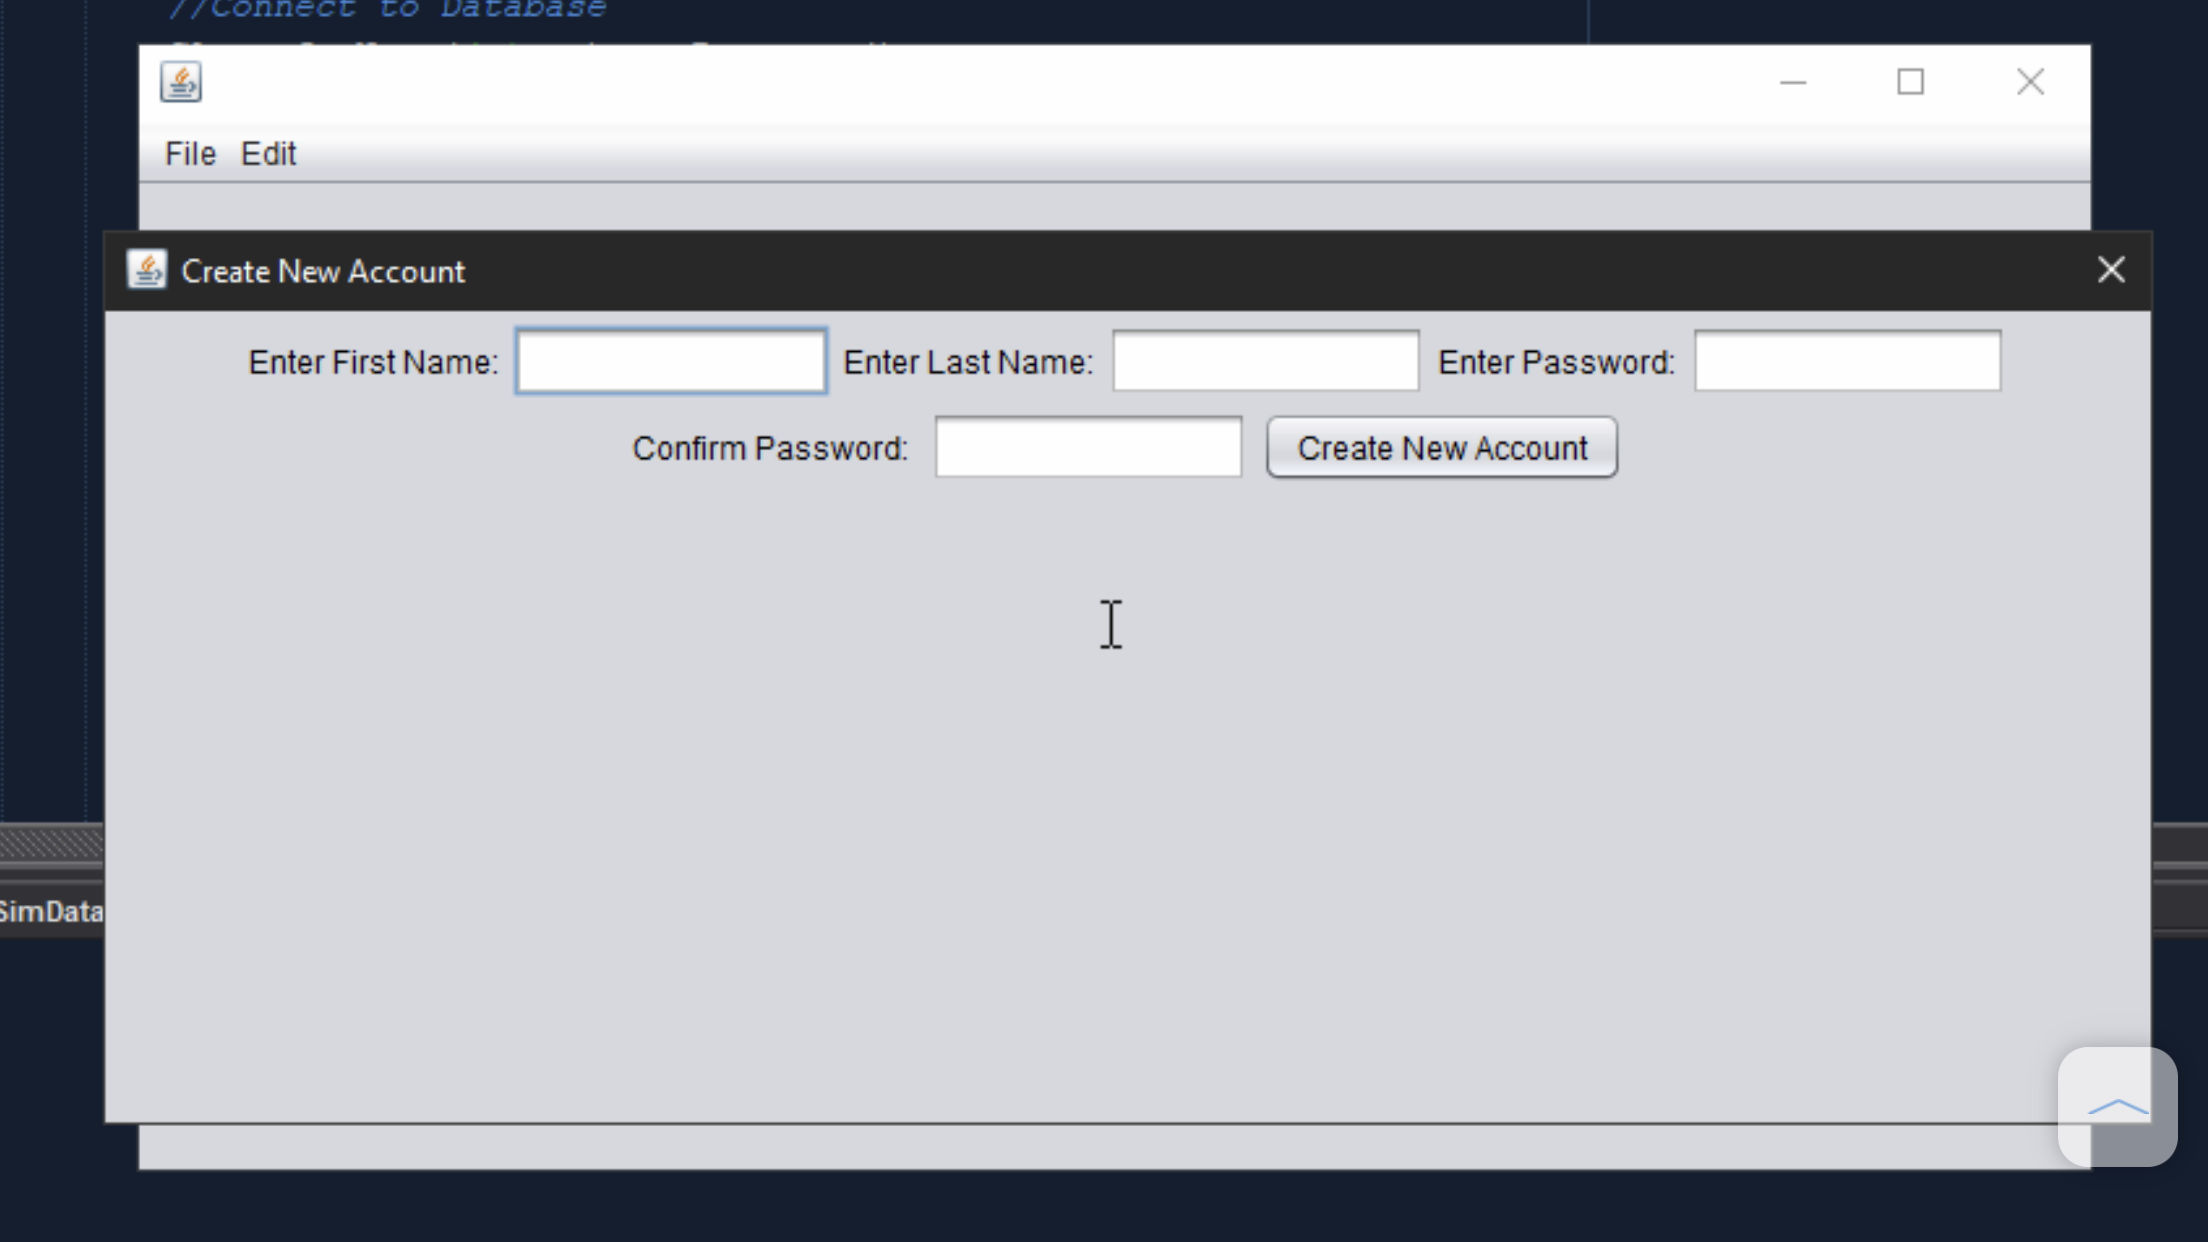 //Connect to Database
File Edit
Create New Account
Enter First Name: Enter Last Name: Enter Password:
Confirm Password: Create New Account
SimData